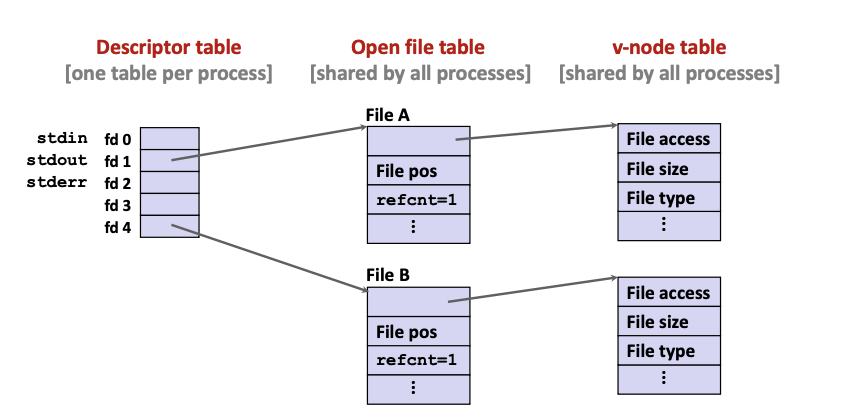 Descriptor table
[one table per process]
Open file table
[shared by all processes]
v-node table
[shared by all processes]
stdin fd 0
stdout fd 1
stderr fd 2
fd 3
fd 4
File A
File pos
refcnt=1
⋮
File access
File size
File type
⋮
File B
File pos
refcnt=1
⋮
File access
File size
File type
⋮